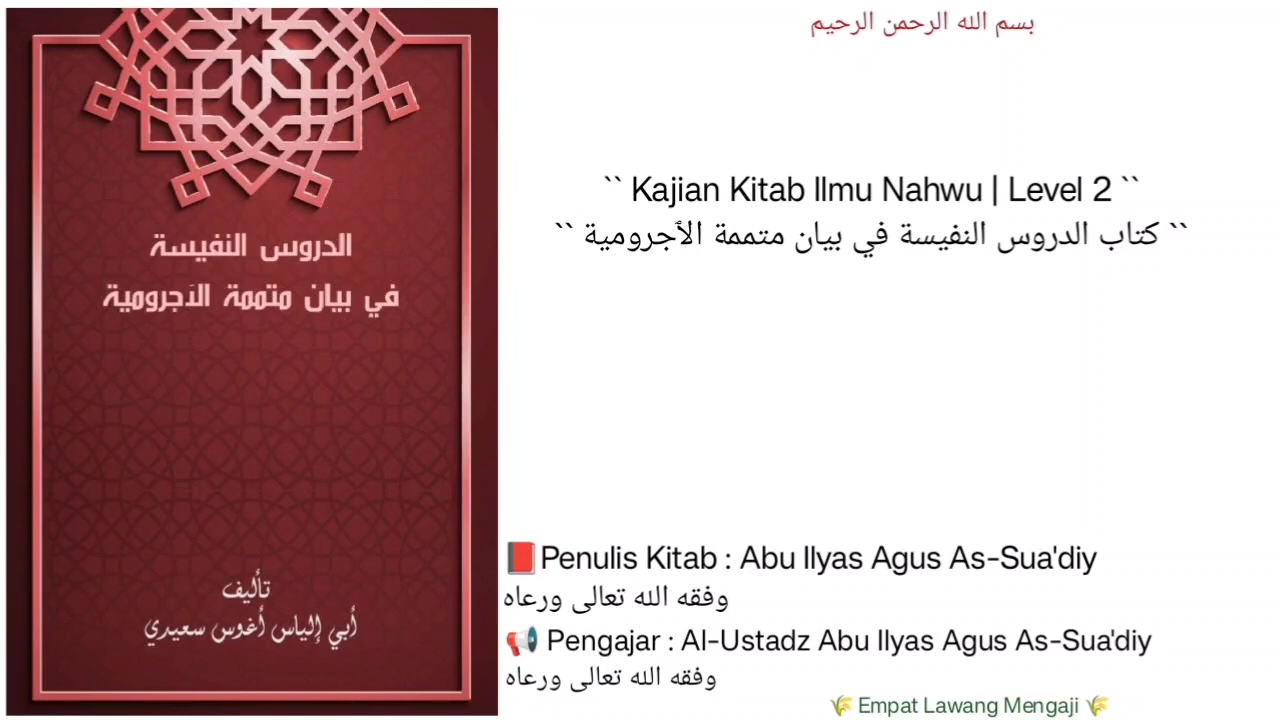 الدروس النفيسة
في بيان متممة الآجرومية
تأليف
أبي إلياس أغوس سعيدي
بسم الله الرحمن الرحيم
`` Kajian Kitab Ilmu Nahwu | Level 2 ``
`` كتاب الدروس النفيسة في بيان متممة الآجرومية ``
📕Penulis Kitab : Abu Ilyas Agus As-Sua'diy
وفقه الله تعالى ورعاه
📢 Pengajar : Al-Ustadz Abu Ilyas Agus As-Sua'diy
وفقه الله تعالى ورعاه
🌾 Empat Lawang Mengaji 🌾